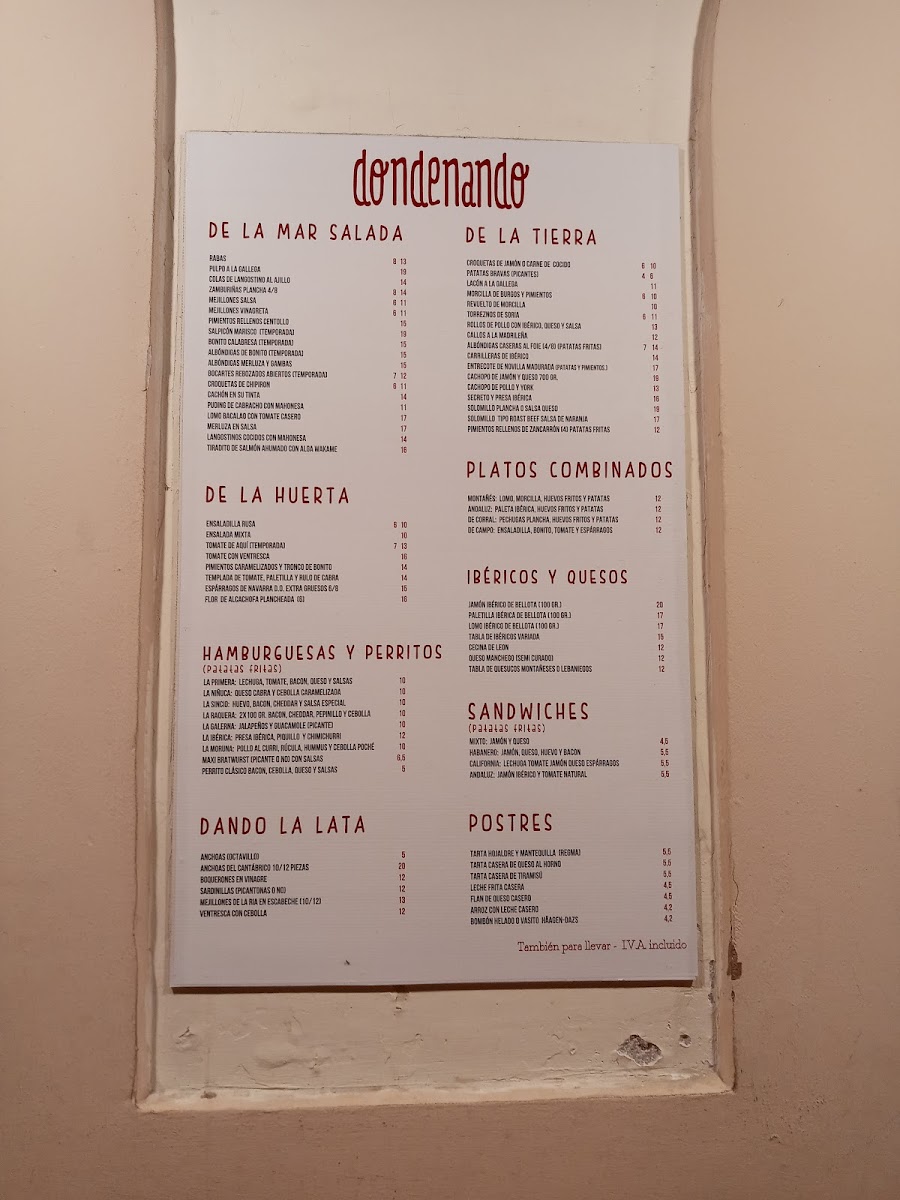 dondenando
DE LA MAR SALADA
RABAS 8 13
PULPO A LA GALLEGA 19
COLAS DE LANGOSTINO AL AJILLO 14
ZAMBURIÑAS PLANCHA 4/8 8 14
MEJILLONES SALSA 6 11
MEJILLONES VINAGRETA 6 11
PIMIENTOS RELLENOS CENTOLLO 15
SALPICÓN MARISCO (TEMPORADA) 19
BONITO CALABRESA (TEMPORADA) 15
ALBÓNDIGAS DE BONITO (TEMPORADA) 15
ALBÓNDIGAS MERLUZA Y GAMBAS 15
BOCARTES REBOZADOS ABIERTOS (TEMPORADA) 7 12
CROQUETAS DE CHIPIRON 6 11
CACHÓN EN SU TINTA 14
PUDING DE CABRACHO CON MAHONESA 11
LOMO BACALAO CON TOMATE CASERO 17
MERLUZA EN SALSA 17
LANGOSTINOS COCIDOS CON MAHONESA 14
TIRADITO DE SALMÓN AHUMADO CON ALGA WAKAME 16
DE LA HUERTA
ENSALADILLA RUSA 6 10
ENSALADA MIXTA 10
TOMATE DE AQUÍ (TEMPORADA) 7 13
TOMATE CON VENTRESCA 16
PIMIENTOS CARAMELIZADOS Y TRONCO DE BONITO 14
TEMPLADA DE TOMATE, PALETILLA Y RULO DE CABRA 14
ESPÁRRAGOS DE NAVARRA D.O. EXTRA GRUESOS 6/8 15
FLOR DE ALCACHOFA PLANCHEADA (6) 18
HAMBURGUESAS Y PERRITOS
(patatas fritas)
LA PRIMERA: LECHUGA, TOMATE, BACON, QUESO Y SALSAS 10
LA NIÑUCA: QUESO CABRA Y CEBOLLA CARAMELIZADA 10
LA SINCIO: HUEVO, BACON, CHEDDAR Y SALSA ESPECIAL 10
LA RAQUERA: 2X100 GR. BACON, CHEDDAR, PEPINILLO Y CEBOLLA 10
LA GALERNA: JALAPEÑOS Y GUACAMOLE (PICANTE) 10
LA IBÉRICA: PRESA IBÉRICA, PIQUILLO Y CHIMICHURRI 12
LA MORUNA: POLLO AL CURRI, RÚCULA, HUMMUS Y CEBOLLA POCHÉ 10
MAXI BRATWURST (PICANTE O NO) CON SALSAS 6,5
PERRITO CLÁSICO BACON, CEBOLLA, QUESO Y SALSAS 5
DANDO LA LATA
ANCHOAS (OCTAVILLO) 5
ANCHOAS DEL CANTÁBRICO 10/12 PIEZAS 20
BOQUERONES EN VINAGRE 12
SARDINILLAS (PICANTONAS O NO) 12
MEJILLONES DE LA RIA EN ESCABECHE (10/12) 13
VENTRESCA CON CEBOLLA 12
DE LA TIERRA
CROQUETAS DE JAMÓN O CARNE DE COCIDO 6 10
PATATAS BRAVAS (PICANTES) 4 6
LACÓN A LA GALLEGA 11
MORCILLA DE BURGOS Y PIMIENTOS 6 10
REVUELTO DE MORCILLA 10
TORREZNOS DE SORIA 6 11
ROLLOS DE POLLO CON IBÉRICO, QUESO Y SALSA 13
CALLOS A LA MADRILEÑA 12
ALBÓNDIGAS CASERAS AL FOIE (4/8) (PATATAS FRITAS) 7 14
CARRILLERAS DE IBÉRICO 14
ENTRECOTE DE NOVILLA MADURADA (PATATAS Y PIMIENTOS.) 17
CACHOPO DE JAMÓN Y QUESO 700 GR. 19
CACHOPO DE POLLO Y YORK 13
SECRETO Y PRESA IBÉRICA 16
SOLOMILLO PLANCHA O SALSA QUESO 19
SOLOMILLO TIPO ROAST BEEF SALSA DE NARANJA 17
PIMIENTOS RELLENOS DE ZANCARRÓN (4) PATATAS FRITAS 12
PLATOS COMBINADOS
MONTAÑÉS: LOMO, MORCILLA, HUEVOS FRITOS Y PATATAS 12
ANDALUZ: PALETA IBÉRICA, HUEVOS FRITOS Y PATATAS 12
DE CORRAL: PECHUGAS PLANCHA, HUEVOS FRITOS Y PATATAS 12
DE CAMPO: ENSALADILLA, BONITO, TOMATE Y ESPÁRRAGOS 12
IBÉRICOS Y QUESOS
JAMÓN IBÉRICO DE BELLOTA (100 GR.) 20
PALETILLA IBÉRICA DE BELLOTA (100 GR.) 17
LOMO IBÉRICO DE BELLOTA (100 GR.) 17
TABLA DE IBÉRICOS VARIADA 15
CECINA DE LEON 12
QUESO MANCHEGO (SEMI CURADO) 12
TABLA DE QUESUCOS MONTAÑESES O LEBANIEGOS 12
SANDWICHES
(patatas fritas)
MIXTO: JAMÓN Y QUESO 4,5
HABANERO: JAMÓN, QUESO, HUEVO Y BACON 5,5
CALIFORNIA: LECHUGA TOMATE JAMÓN QUESO ESPÁRRAGOS 5,5
ANDALUZ: JAMÓN IBÉRICO Y TOMATE NATURAL 5,5
POSTRES
TARTA HOJALDRE Y MANTEQUILLA (REGMA) 5,5
TARTA CASERA DE QUESO AL HORNO 5,5
TARTA CASERA DE TIRAMISÚ 5,5
LECHE FRITA CASERA 4,5
FLAN DE QUESO CASERO 4,5
ARROZ CON LECHE CASERO 4,2
BOMBÓN HELADO O VASITO HÄAGEN-DAZS 4,2
También para llevar - I.V.A. incluido